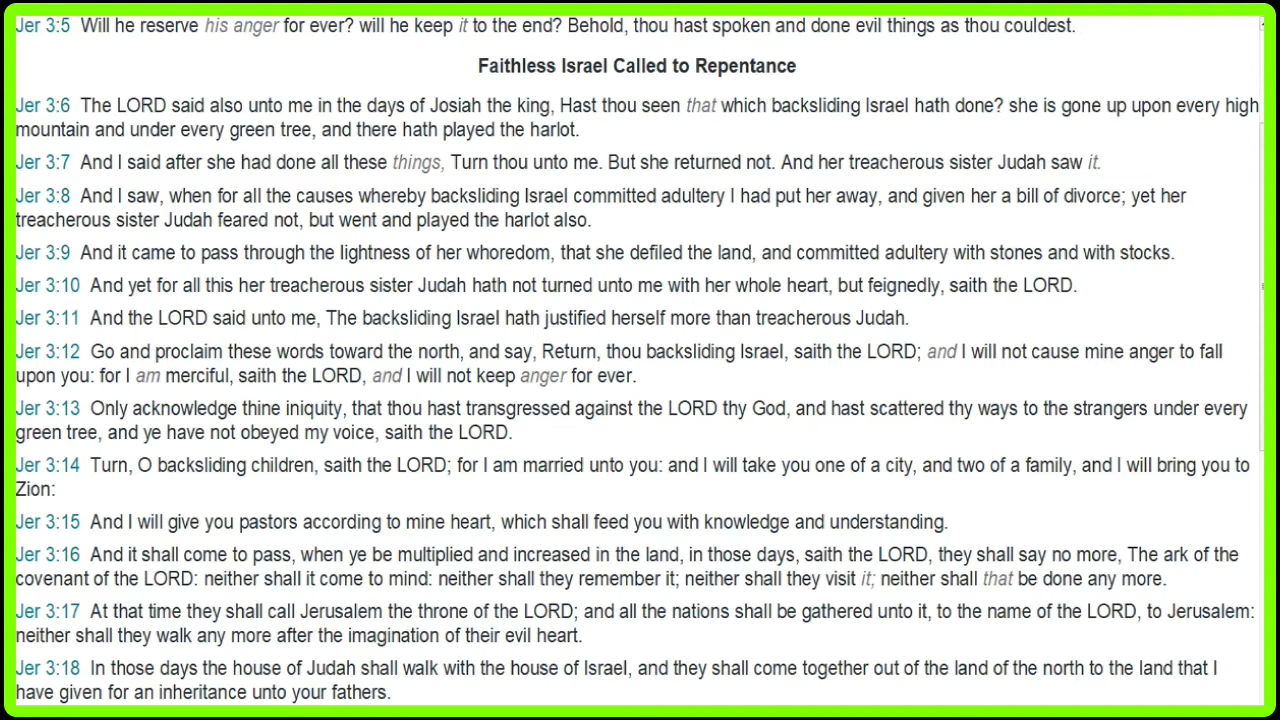 Jer 3:5 Will he reserve his anger for ever? will he keep it to the end? Behold, thou hast spoken and done evil things as thou couldest.
Faithless Israel Called to Repentance
Jer 3:6 The LORD said also unto me in the days of Josiah the king, Hast thou seen that which backsliding Israel hath done? she is gone up upon every high
mountain and under every green tree, and there hath played the harlot.
Jer 3:7 And I said after she had done all these things, Turn thou unto me. But she returned not. And her treacherous sister Judah saw it.
Jer 3:8 And I saw, when for all the causes whereby backsliding Israel committed adultery I had put her away, and given her a bill of divorce; yet her
treacherous sister Judah feared not, but went and played the harlot also.
Jer 3:9 And it came to pass through the lightness of her whoredom, that she defiled the land, and committed adultery with stones and with stocks.
Jer 3:10 And yet for all this her treacherous sister Judah hath not turned unto me with her whole heart, but feignedly, saith the LORD.
Jer 3:11 And the LORD said unto me, The backsliding Israel hath justified herself more than treacherous Judah.
Jer 3:12 Go and proclaim these words toward the north, and say, Return, thou backsliding Israel, saith the LORD; and I will not cause mine anger to fall
upon you: for I am merciful, saith the LORD, and I will not keep anger for ever.
Jer 3:13 Only acknowledge thine iniquity, that thou hast transgressed against the LORD thy God, and hast scattered thy ways to the strangers under every
green tree, and ye have not obeyed my voice, saith the LORD.
Jer 3:14 Turn, O backsliding children, saith the LORD; for I am married unto you: and I will take you one of a city, and two of a family, and I will bring you to
Zion:
Jer 3:15 And I will give you pastors according to mine heart, which shall feed you with knowledge and understanding.
Jer 3:16 And it shall come to pass, when ye be multiplied and increased in the land, in those days, saith the LORD, they shall say no more, The ark of the
covenant of the LORD: neither shall it come to mind: neither shall they remember it; neither shall they visit it; neither shall that be done any more.
Jer 3:17 At that time they shall call Jerusalem the throne of the LORD; and all the nations shall be gathered unto it, to the name of the LORD, to Jerusalem:
neither shall they walk any more after the imagination of their evil heart.
Jer 3:18 In those days the house of Judah shall walk with the house of Israel, and they shall come together out of the land of the north to the land that I
have given for an inheritance unto your fathers.